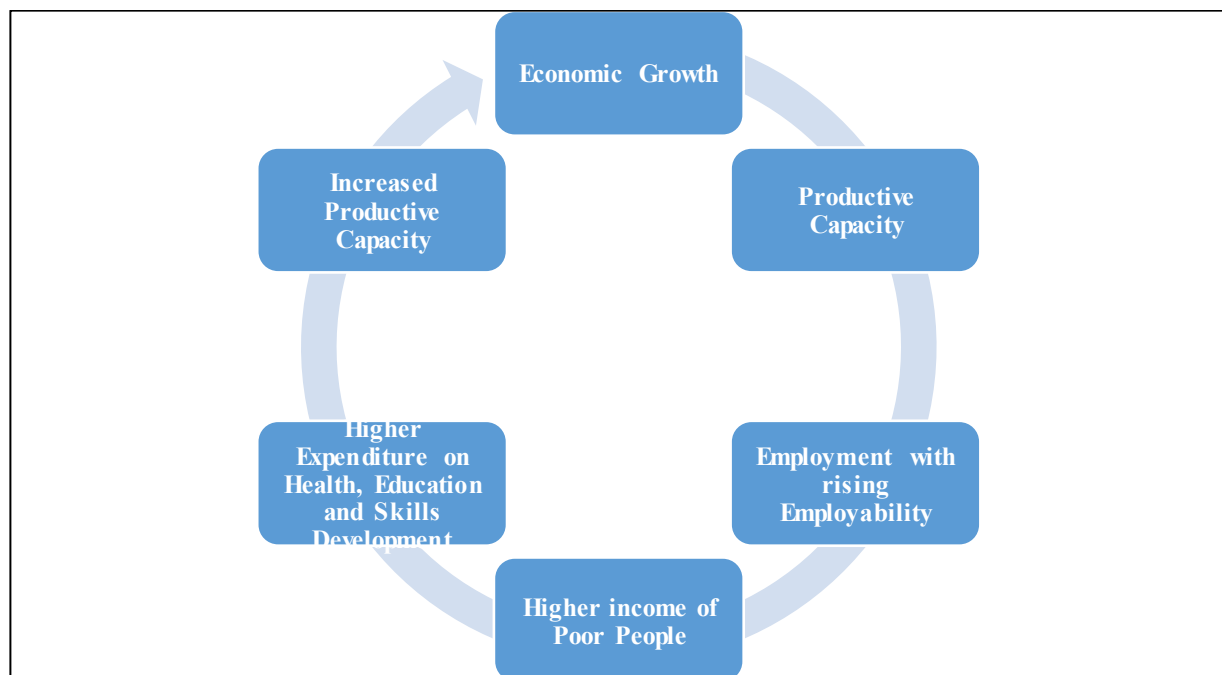 Economic Growth
Productive
Capacity
Employment with
rising
Employability
Higher income of
Poor People
Higher
Expenditure on
Health, Education
and Skills
Development
Increased
Productive
Capacity